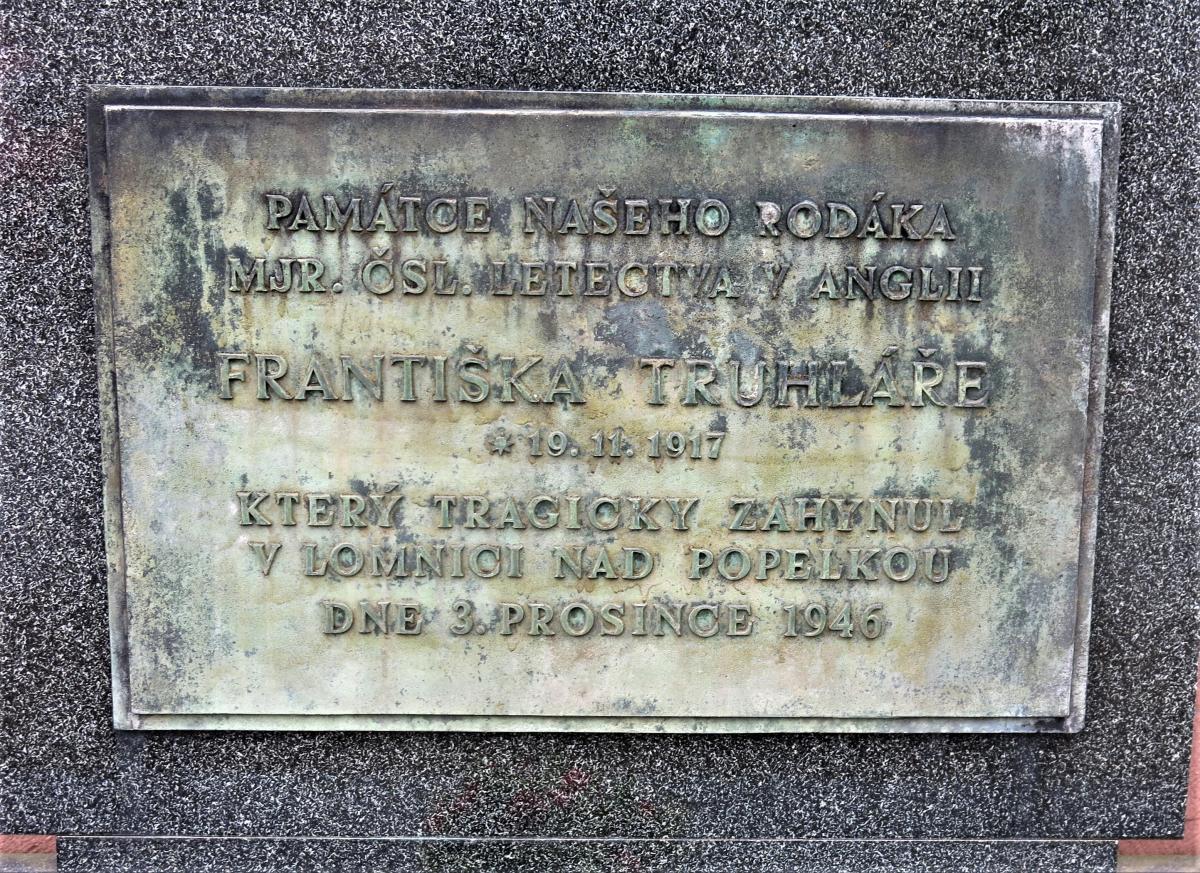 PAMÁTCE NAŠEHO RODÁKA
MJR. ČSL. LETECTVA V ANGLII
FRANTIŠKA TRUHLÁŘE
* 19. 11. 1917
KTERÝ TRAGICKY ZAHYNUL
V LOMNICI NAD POPELKOU
DNE 3. PROSINCE 1946